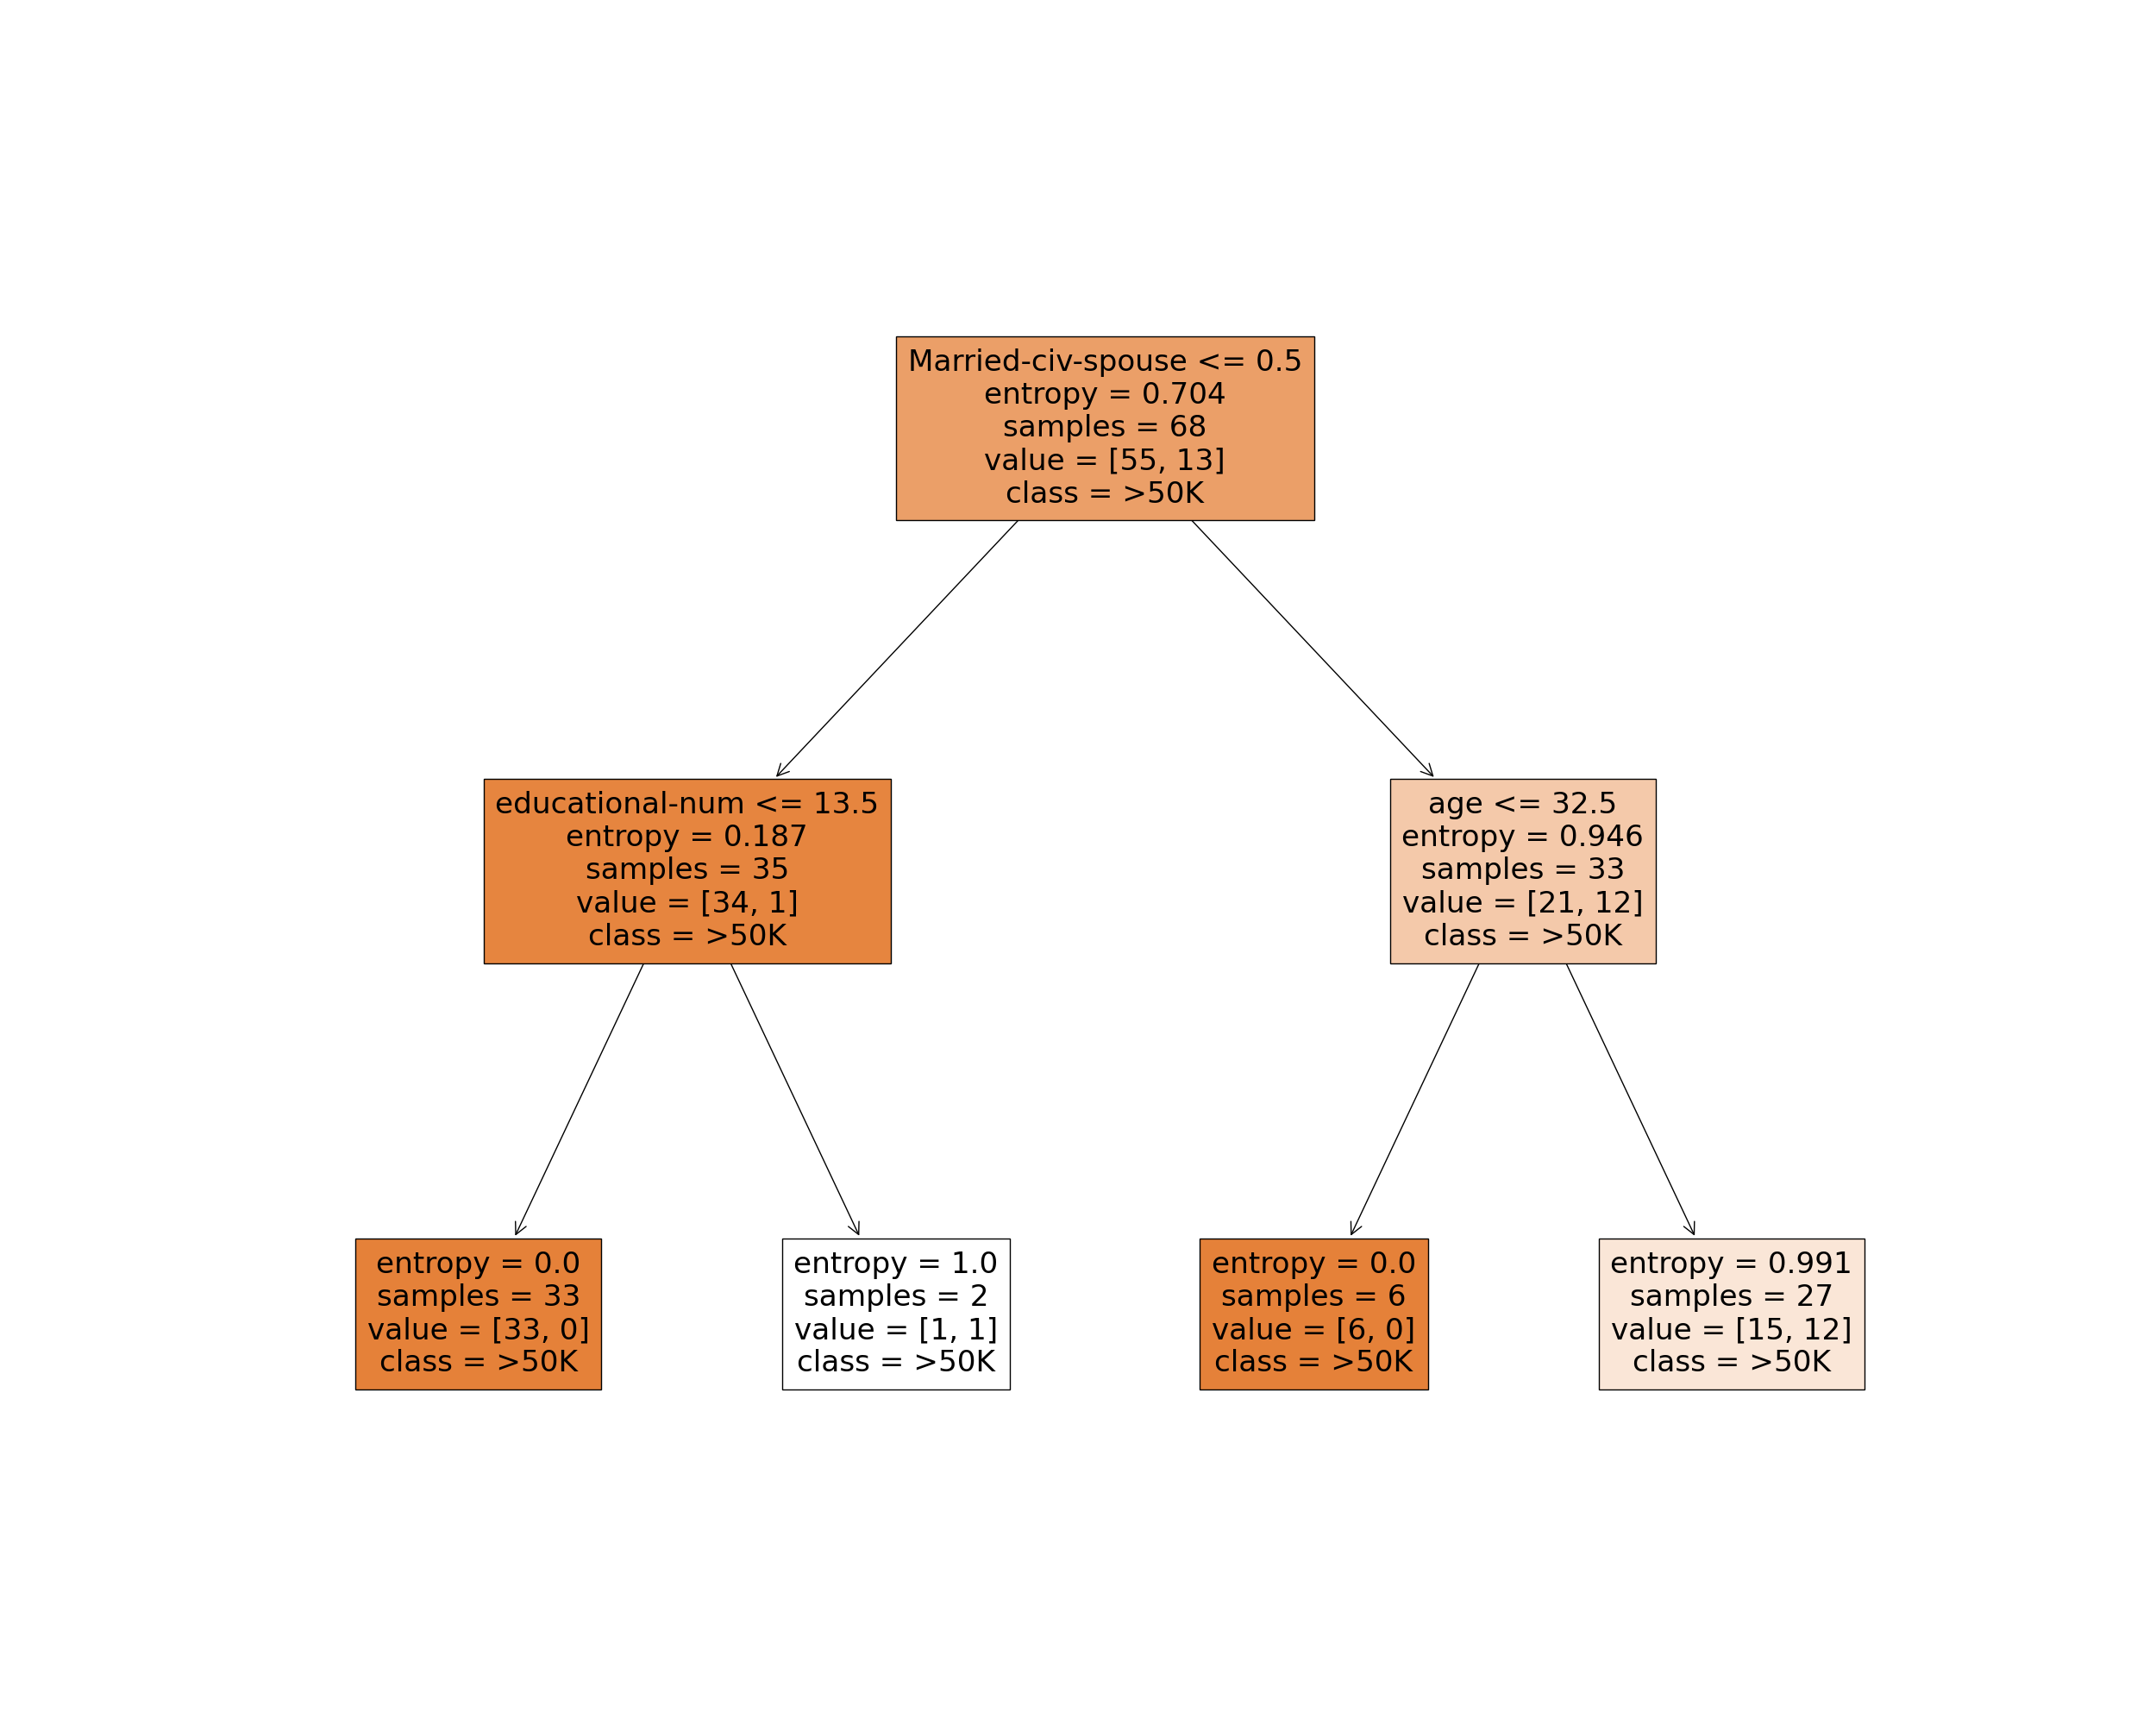 Married-civ-spouse <= 0.5
entropy = 0.704
samples = 68
value = [55, 13]
class = >50K
educational-num <= 13.5
entropy = 0.187
samples = 35
value = [34, 1]
class = >50K
age <= 32.5
entropy = 0.946
samples = 33
value = [21, 12]
class = >50K
entropy = 0.0
samples = 33
value = [33, 0]
class = >50K
entropy = 1.0
samples = 2
value = [1, 1]
class = >50K
entropy = 0.0
samples = 6
value = [6, 0]
class = >50K
entropy = 0.991
samples = 27
value = [15, 12]
class = >50K